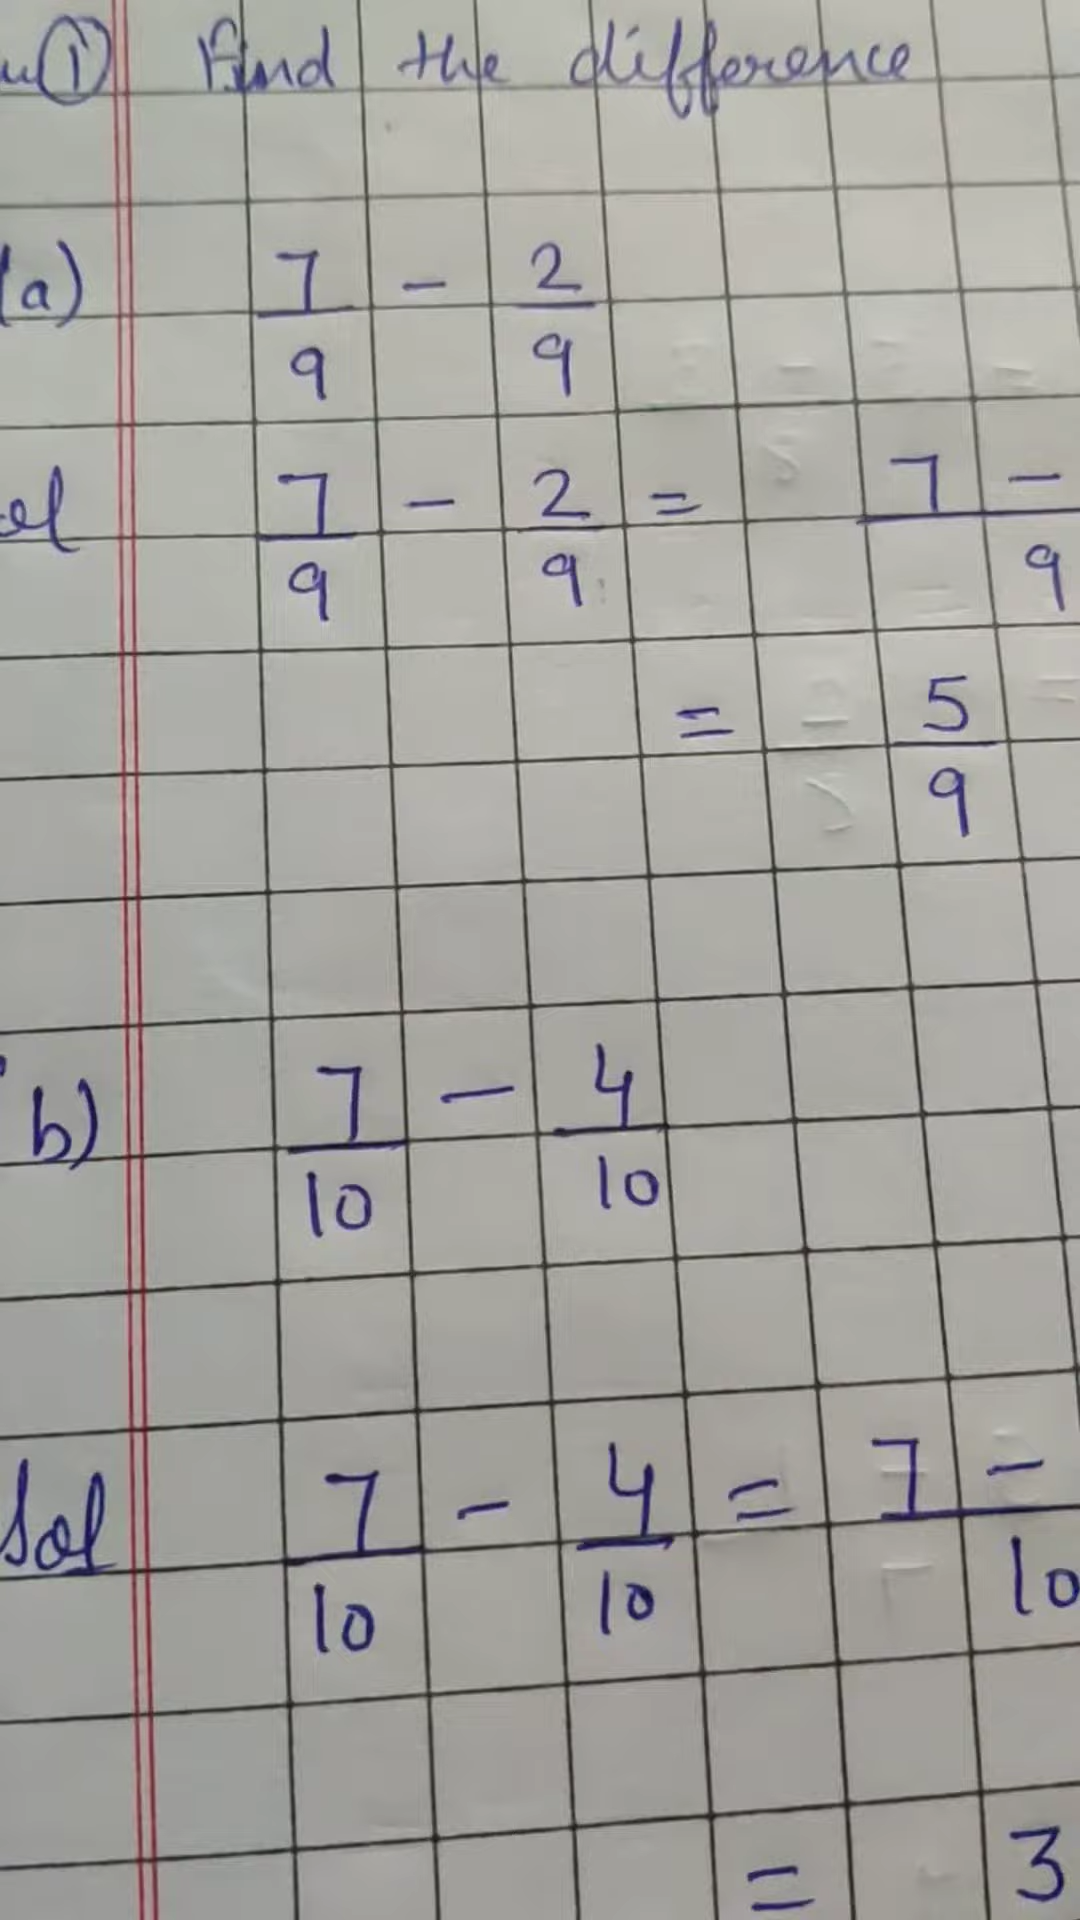 ① Find the difference
(a) 7/9 - 2/9
7/9 - 2/9 = 7 - /9
= 5/9
b) 7/10 - 4/10
Sol 7/10 - 4/10 = 7 - /10
= 3